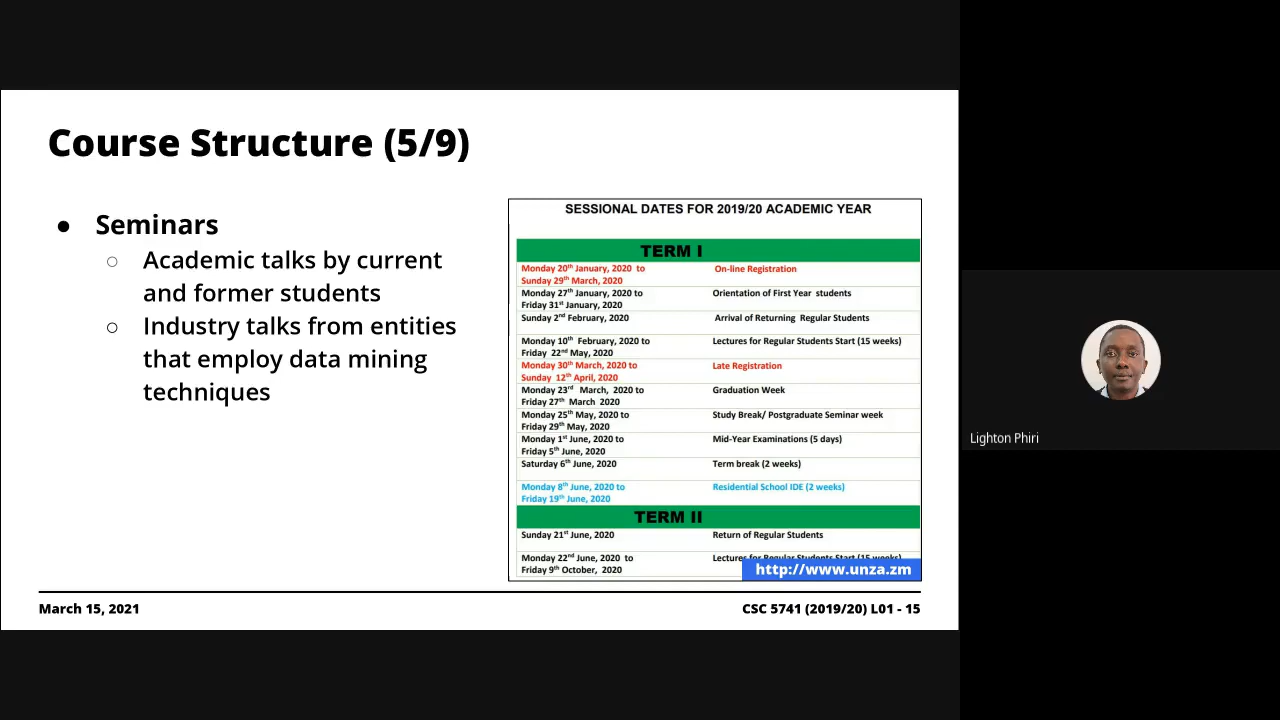 Course Structure (5/9)
● Seminars
○ Academic talks by current
and former students
○ Industry talks from entities
that employ data mining
techniques
SESSIONAL DATES FOR 2019/20 ACADEMIC YEAR
TERM I
Monday 20th January, 2020 to On-line Registration
Sunday 29th March, 2020
Monday 27th January, 2020 to Orientation of First Year students
Friday 31st January, 2020
Sunday 2nd February, 2020 Arrival of Returning Regular Students
Monday 10th February, 2020 to Lectures for Regular Students Start (15 weeks)
Friday 22nd May, 2020
Monday 30th March, 2020 to Late Registration
Sunday 12th April, 2020
Monday 23rd March, 2020 to Graduation Week
Friday 27th March 2020
Monday 25th May, 2020 to Study Break/ Postgraduate Seminar week
Friday 29th May, 2020
Monday 1st June, 2020 to Mid-Year Examinations (5 days)
Friday 5th June, 2020
Saturday 6th June, 2020 Term break (2 weeks)
Monday 8th June, 2020 to Residential School IDE (2 weeks)
Friday 19th June, 2020
TERM II
Sunday 21st June, 2020 Return of Regular Students
Monday 22nd June, 2020 to Lectures for Regular Students Start (15 weeks)
Friday 9th October, 2020
http://www.unza.zm
March 15, 2021
CSC 5741 (2019/20) L01 - 15
Lighton Phiri